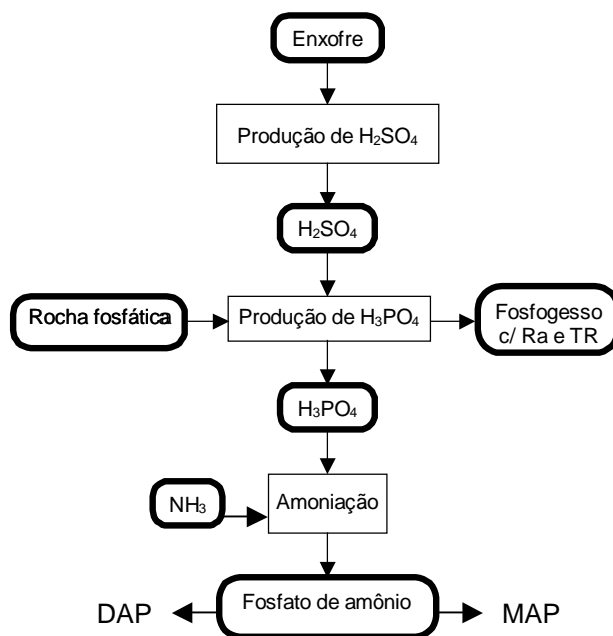 Enxofre
Produção de H₂SO₄
H₂SO₄
Rocha fosfática
Produção de H₃PO₄
Fosfogesso
c/ Ra e TR
H₃PO₄
NH₃
Amoniação
DAP
Fosfato de amônio
MAP